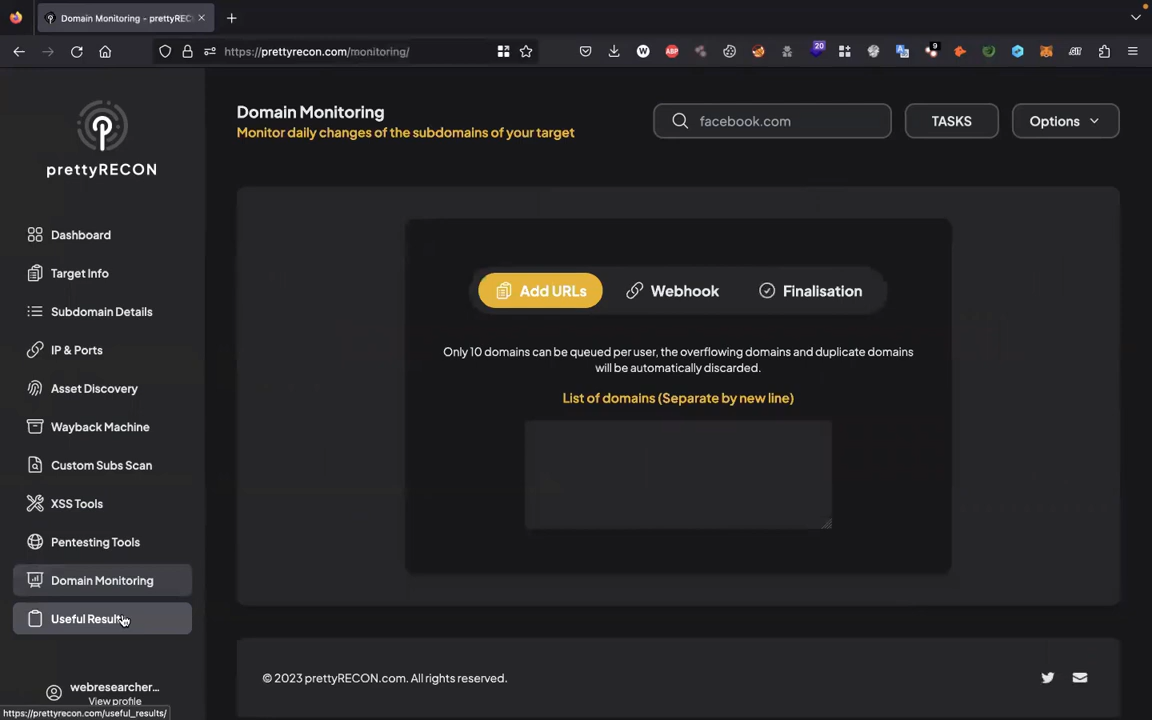 Domain Monitoring - prettyREC
https://prettyrecon.com/monitoring/
20
9
prettyRECON
Dashboard
Target Info
Subdomain Details
IP & Ports
Asset Discovery
Wayback Machine
Custom Subs Scan
XSS Tools
Pentesting Tools
Domain Monitoring
Useful Results
webresearcher...
View profile
https://prettyrecon.com/useful_results/
Domain Monitoring
Monitor daily changes of the subdomains of your target
facebook.com
TASKS
Options
Add URLs
Webhook
Finalisation
Only 10 domains can be queued per user, the overflowing domains and duplicate domains
will be automatically discarded.
List of domains (Separate by new line)
© 2023 prettyRECON.com. All rights reserved.